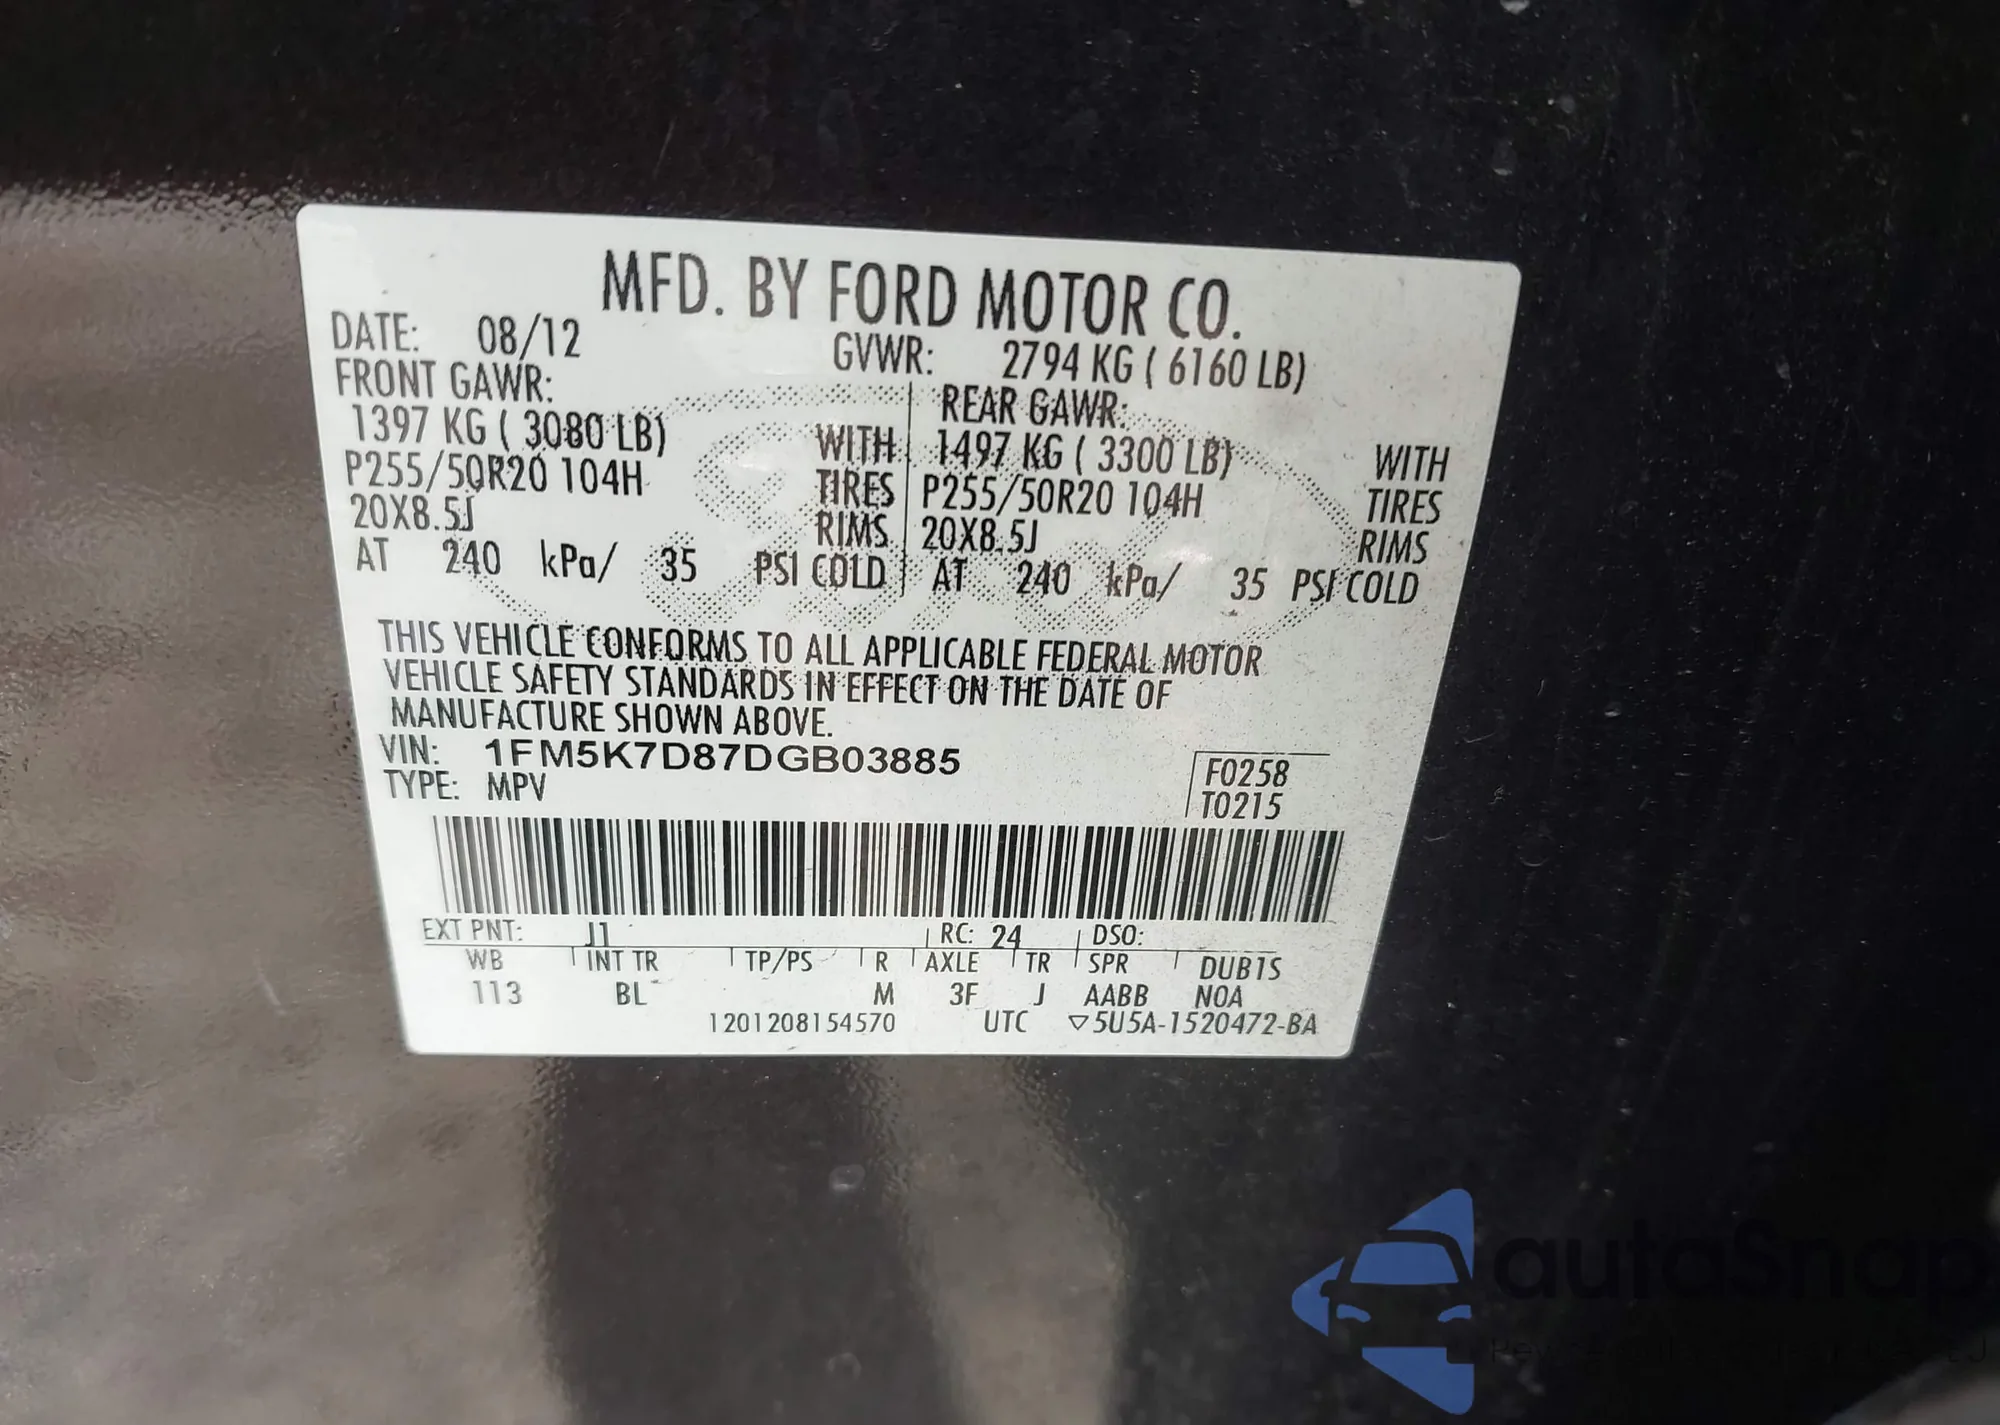 MFD. BY FORD MOTOR CO.
DATE: 08/12 GVWR: 2794 KG ( 6160 LB)
FRONT GAWR: REAR GAWR:
1397 KG ( 3080 LB) WITH 1497 KG ( 3300 LB) WITH
P255/50R20 104H TIRES P255/50R20 104H TIRES
20X8.5J RIMS 20X8.5J RIMS
AT 240 kPa/ 35 PSI COLD AT 240 kPa/ 35 PSI COLD
THIS VEHICLE CONFORMS TO ALL APPLICABLE FEDERAL MOTOR
VEHICLE SAFETY STANDARDS IN EFFECT ON THE DATE OF
MANUFACTURE SHOWN ABOVE.
VIN: 1FM5K7D87DGB03885 F0258
TYPE: MPV T0215
EXT PNT: J1 RC: 24 DSO:
WB INT TR TP/PS R AXLE TR SPR DUB1S
113 BL M 3F J AABB NOA
1201208154570 UTC ▽5U5A-1520472-BA
autoSnap